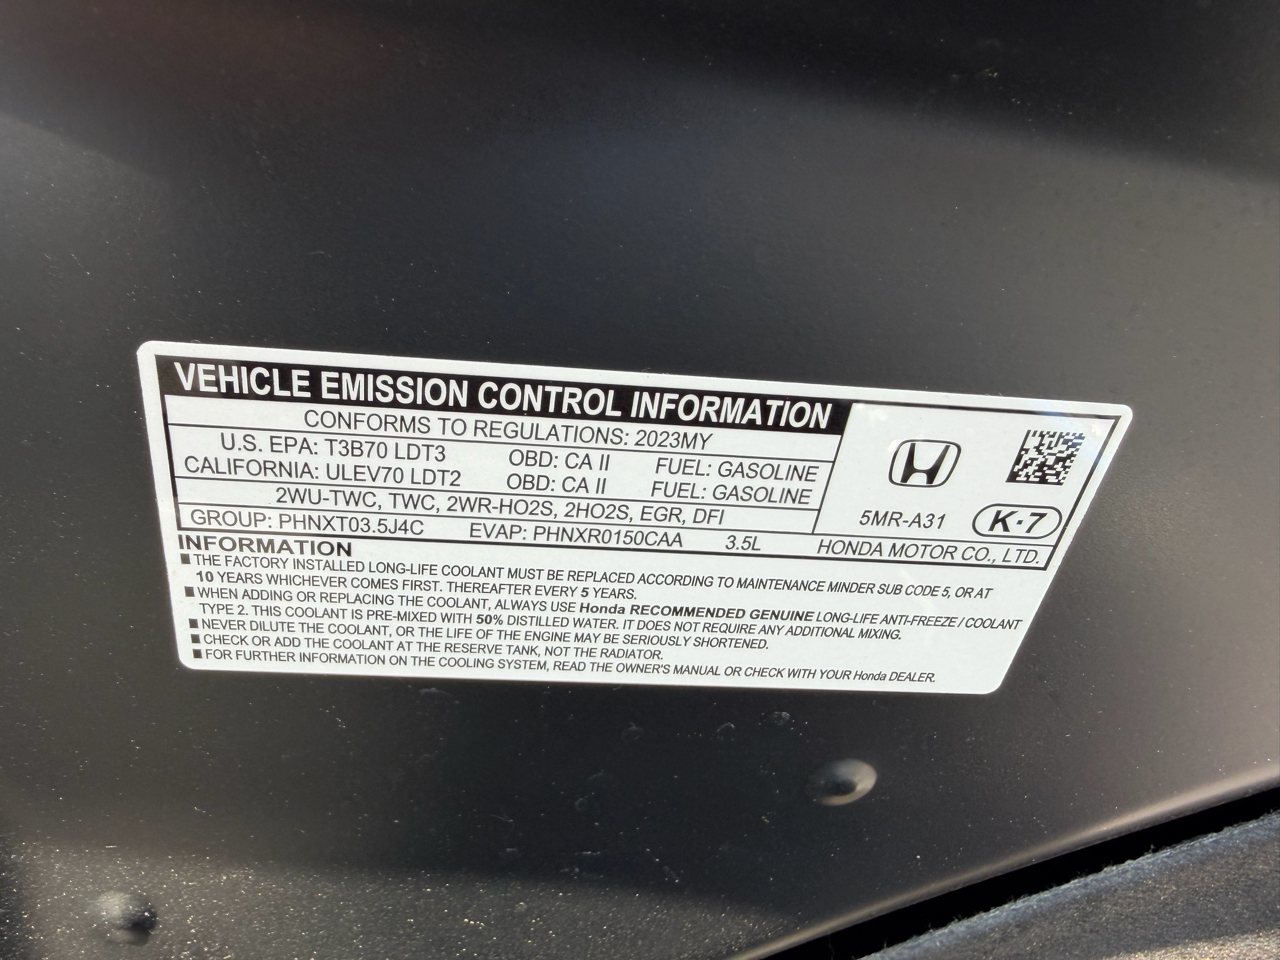 VEHICLE EMISSION CONTROL INFORMATION
CONFORMS TO REGULATIONS: 2023MY
U.S. EPA: T3B70 LDT3 OBD: CA II FUEL: GASOLINE
CALIFORNIA: ULEV70 LDT2 OBD: CA II FUEL: GASOLINE
2WU-TWC, TWC, 2WR-HO2S, 2HO2S, EGR, DFI
5MR-A31 K-7
GROUP: PHNXT03.5J4C EVAP: PHNXR0150CAA 3.5L HONDA MOTOR CO., LTD.
INFORMATION
■ THE FACTORY INSTALLED LONG-LIFE COOLANT MUST BE REPLACED ACCORDING TO MAINTENANCE MINDER SUB CODE 5, OR AT
10 YEARS WHICHEVER COMES FIRST. THEREAFTER EVERY 5 YEARS.
■ WHEN ADDING OR REPLACING THE COOLANT, ALWAYS USE Honda RECOMMENDED GENUINE LONG-LIFE ANTI-FREEZE / COOLANT
TYPE 2. THIS COOLANT IS PRE-MIXED WITH 50% DISTILLED WATER. IT DOES NOT REQUIRE ANY ADDITIONAL MIXING.
■ NEVER DILUTE THE COOLANT, OR THE LIFE OF THE ENGINE MAY BE SERIOUSLY SHORTENED.
■ CHECK OR ADD THE COOLANT AT THE RESERVE TANK, NOT THE RADIATOR.
■ FOR FURTHER INFORMATION ON THE COOLING SYSTEM, READ THE OWNER'S MANUAL OR CHECK WITH YOUR Honda DEALER.